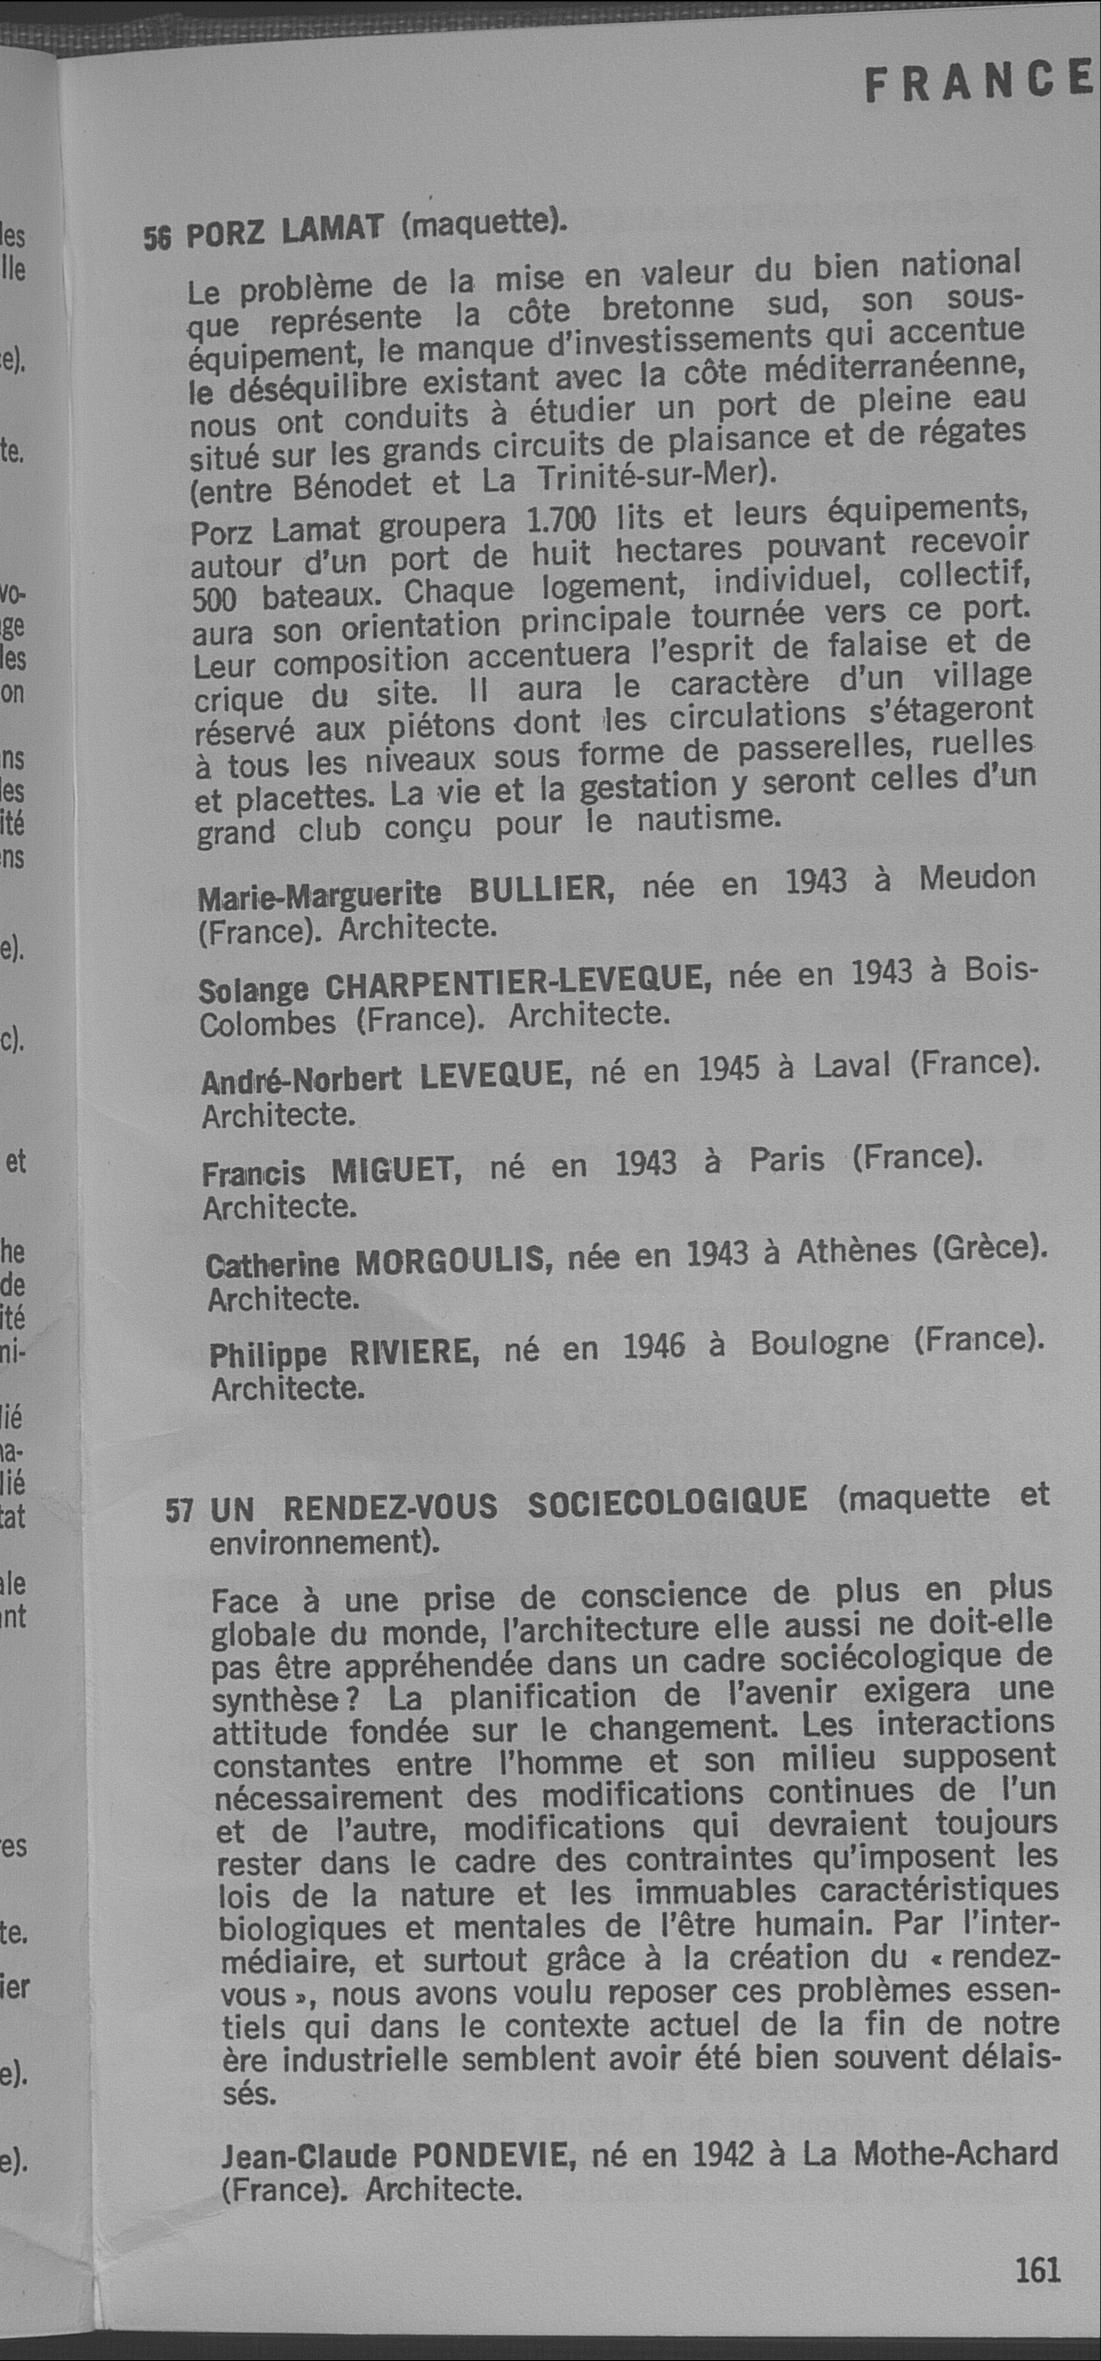 FRANCE
56 PORZ LAMAT (maquette).
Le problème de la mise en valeur du bien national
que représente la côte bretonne sud, son sous-
équipement, le manque d'investissements qui accentue
le déséquilibre existant avec la côte méditerranéenne,
nous ont conduits à étudier un port de pleine eau
situé sur les grands circuits de plaisance et de régates
(entre Bénodet et La Trinité-sur-Mer).
Porz Lamat groupera 1.700 lits et leurs équipements,
autour d'un port de huit hectares pouvant recevoir
500 bateaux. Chaque logement, individuel, collectif,
aura son orientation principale tournée vers ce port.
Leur composition accentuera l'esprit de falaise et de
crique du site. Il aura le caractère d'un village
réservé aux piétons dont les circulations s'étageront
à tous les niveaux sous forme de passerelles, ruelles
et placettes. La vie et la gestation y seront celles d'un
grand club conçu pour le nautisme.
Marie-Marguerite BULLIER, née en 1943 à Meudon
(France). Architecte.
Solange CHARPENTIER-LEVEQUE, née en 1943 à Bois-
Colombes (France). Architecte.
André-Norbert LEVEQUE, né en 1945 à Laval (France).
Architecte.
Francis MIGUET, né en 1943 à Paris (France).
Architecte.
Catherine MORGOULIS, née en 1943 à Athènes (Grèce).
Architecte.
Philippe RIVIERE, né en 1946 à Boulogne (France).
Architecte.
57 UN RENDEZ-VOUS SOCIECOLOGIQUE (maquette et
environnement).
Face à une prise de conscience de plus en plus
globale du monde, l'architecture elle aussi ne doit-elle
pas être appréhendée dans un cadre sociécologique de
synthèse ? La planification de l'avenir exigera une
attitude fondée sur le changement. Les interactions
constantes entre l'homme et son milieu supposent
nécessairement des modifications continues de l'un
et de l'autre, modifications qui devraient toujours
rester dans le cadre des contraintes qu'imposent les
lois de la nature et les immuables caractéristiques
biologiques et mentales de l'être humain. Par l'inter-
médiaire, et surtout grâce à la création du « rendez-
vous », nous avons voulu reposer ces problèmes essen-
tiels qui dans le contexte actuel de la fin de notre
ère industrielle semblent avoir été bien souvent délais-
sés.
Jean-Claude PONDEVIE, né en 1942 à La Mothe-Achard
(France). Architecte.
161